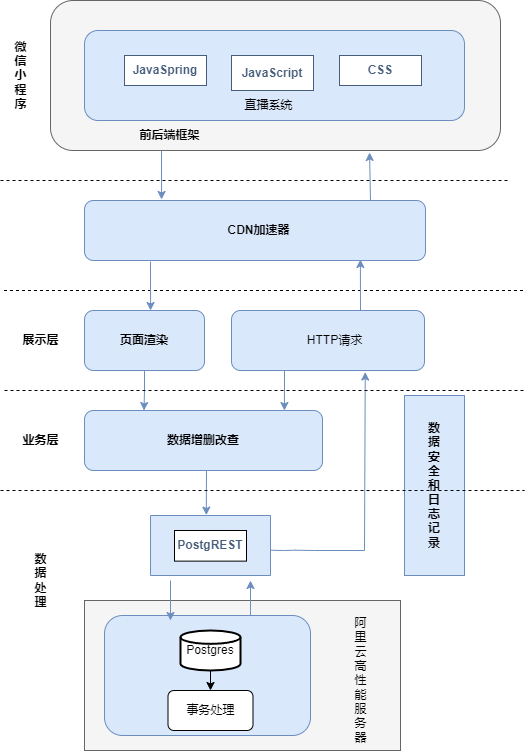 微信小程序
JavaSpring
JavaScript
CSS
直播系统
前后端框架
CDN加速器
展示层
页面渲染
HTTP请求
业务层
数据增删改查
数据安全和日志记录
数据处理
PostgREST
Postgres
事务处理
阿里云高性能服务器